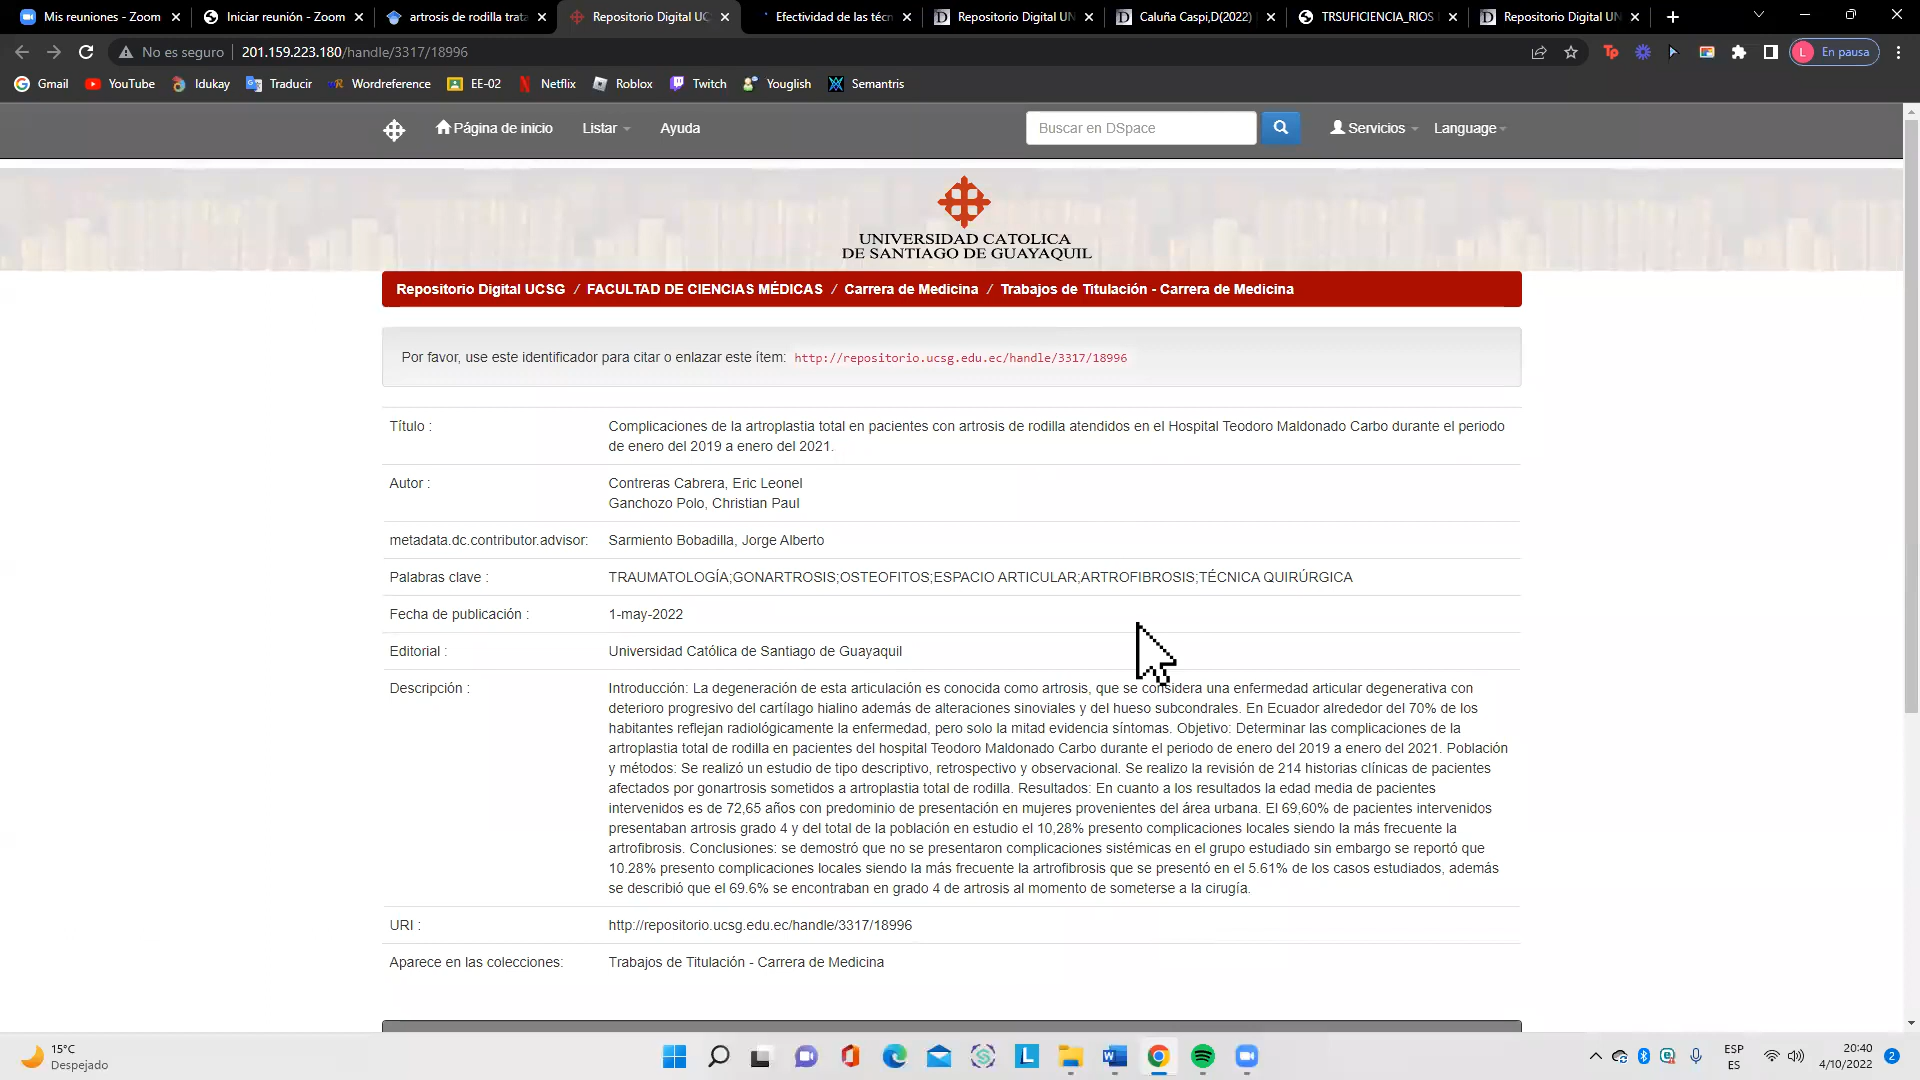 Mis reuniones - Zoom
Iniciar reunión - Zoom
artrosis de rodilla trata
Repositorio Digital UC
Efectividad de las técn
Repositorio Digital UN
Caluña Caspi,D(2022)
TRSUFICIENCIA_RIOS
Repositorio Digital UN
No es seguro 201.159.223.180/handle/3317/18996
L En pausa
Gmail YouTube Idukay Traducir Wordreference EE-02 Netflix Roblox Twitch Youglish Semantris
Página de inicio Listar Ayuda Buscar en DSpace Servicios Language
UNIVERSIDAD CATOLICA
DE SANTIAGO DE GUAYAQUIL
Repositorio Digital UCSG / FACULTAD DE CIENCIAS MÉDICAS / Carrera de Medicina / Trabajos de Titulación - Carrera de Medicina
Por favor, use este identificador para citar o enlazar este ítem: http://repositorio.ucsg.edu.ec/handle/3317/18996
Título : Complicaciones de la artroplastia total en pacientes con artrosis de rodilla atendidos en el Hospital Teodoro Maldonado Carbo durante el periodo
de enero del 2019 a enero del 2021.
Autor : Contreras Cabrera, Eric Leonel
Ganchozo Polo, Christian Paul
metadata.dc.contributor.advisor: Sarmiento Bobadilla, Jorge Alberto
Palabras clave : TRAUMATOLOGÍA;GONARTROSIS;OSTEOFITOS;ESPACIO ARTICULAR;ARTROFIBROSIS;TÉCNICA QUIRÚRGICA
Fecha de publicación : 1-may-2022
Editorial : Universidad Católica de Santiago de Guayaquil
Descripción : Introducción: La degeneración de esta articulación es conocida como artrosis, que se considera una enfermedad articular degenerativa con
deterioro progresivo del cartílago hialino además de alteraciones sinoviales y del hueso subcondrales. En Ecuador alrededor del 70% de los
habitantes reflejan radiológicamente la enfermedad, pero solo la mitad evidencia síntomas. Objetivo: Determinar las complicaciones de la
artroplastia total de rodilla en pacientes del hospital Teodoro Maldonado Carbo durante el periodo de enero del 2019 a enero del 2021. Población
y métodos: Se realizó un estudio de tipo descriptivo, retrospectivo y observacional. Se realizo la revisión de 214 historias clínicas de pacientes
afectados por gonartrosis sometidos a artroplastia total de rodilla. Resultados: En cuanto a los resultados la edad media de pacientes
intervenidos es de 72,65 años con predominio de presentación en mujeres provenientes del área urbana. El 69,60% de pacientes intervenidos
presentaban artrosis grado 4 y del total de la población en estudio el 10,28% presento complicaciones locales siendo la más frecuente la
artrofibrosis. Conclusiones: se demostró que no se presentaron complicaciones sistémicas en el grupo estudiado sin embargo se reportó que
10.28% presento complicaciones locales siendo la más frecuente la artrofibrosis que se presentó en el 5.61% de los casos estudiados, además
se describió que el 69.6% se encontraban en grado 4 de artrosis al momento de someterse a la cirugía.
URI : http://repositorio.ucsg.edu.ec/handle/3317/18996
Aparece en las colecciones: Trabajos de Titulación - Carrera de Medicina
15°C
Despejado
ESP
ES
20:40
4/10/2022
2